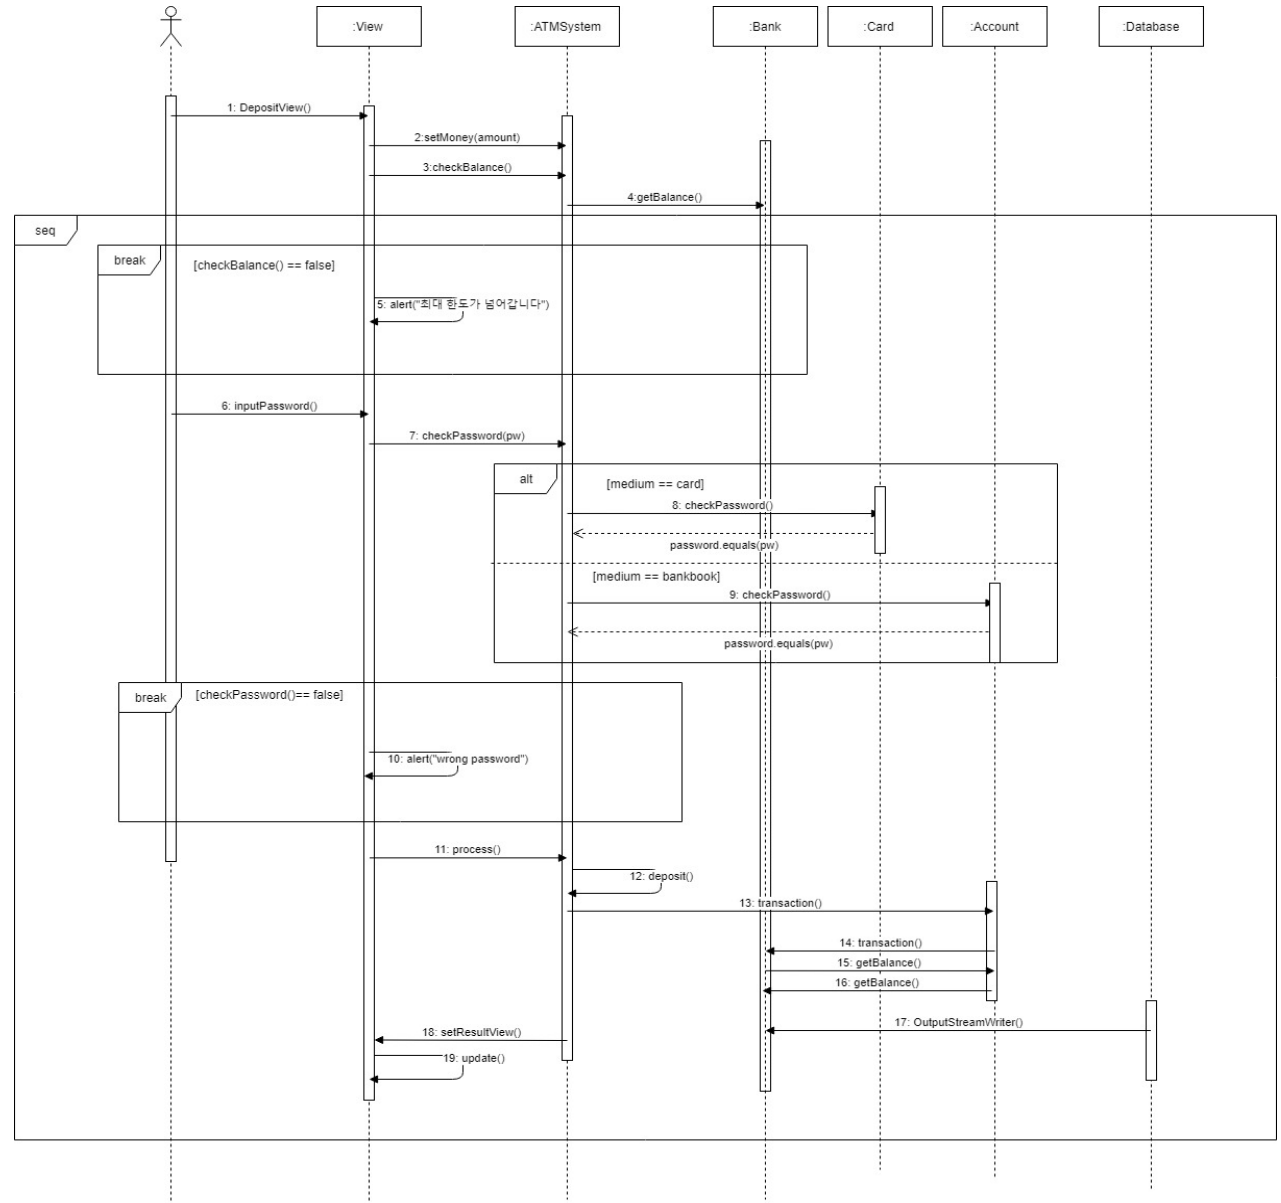 :View
:ATMSystem
:Bank
:Card
:Account
:Database
1: DepositView()
2:setMoney(amount)
3:checkBalance()
4:getBalance()
seq
break
[checkBalance() == false]
5: alert("최대 한도가 넘어갑니다")
6: inputPassword()
7: checkPassword(pw)
alt
[medium == card]
8: checkPassword()
password.equals(pw)
[medium == bankbook]
9: checkPassword()
password.equals(pw)
break
[checkPassword()== false]
10: alert("wrong password")
11: process()
12: deposit()
13: transaction()
14: transaction()
15: getBalance()
16: getBalance()
17: OutputStreamWriter()
18: setResultView()
19: update()